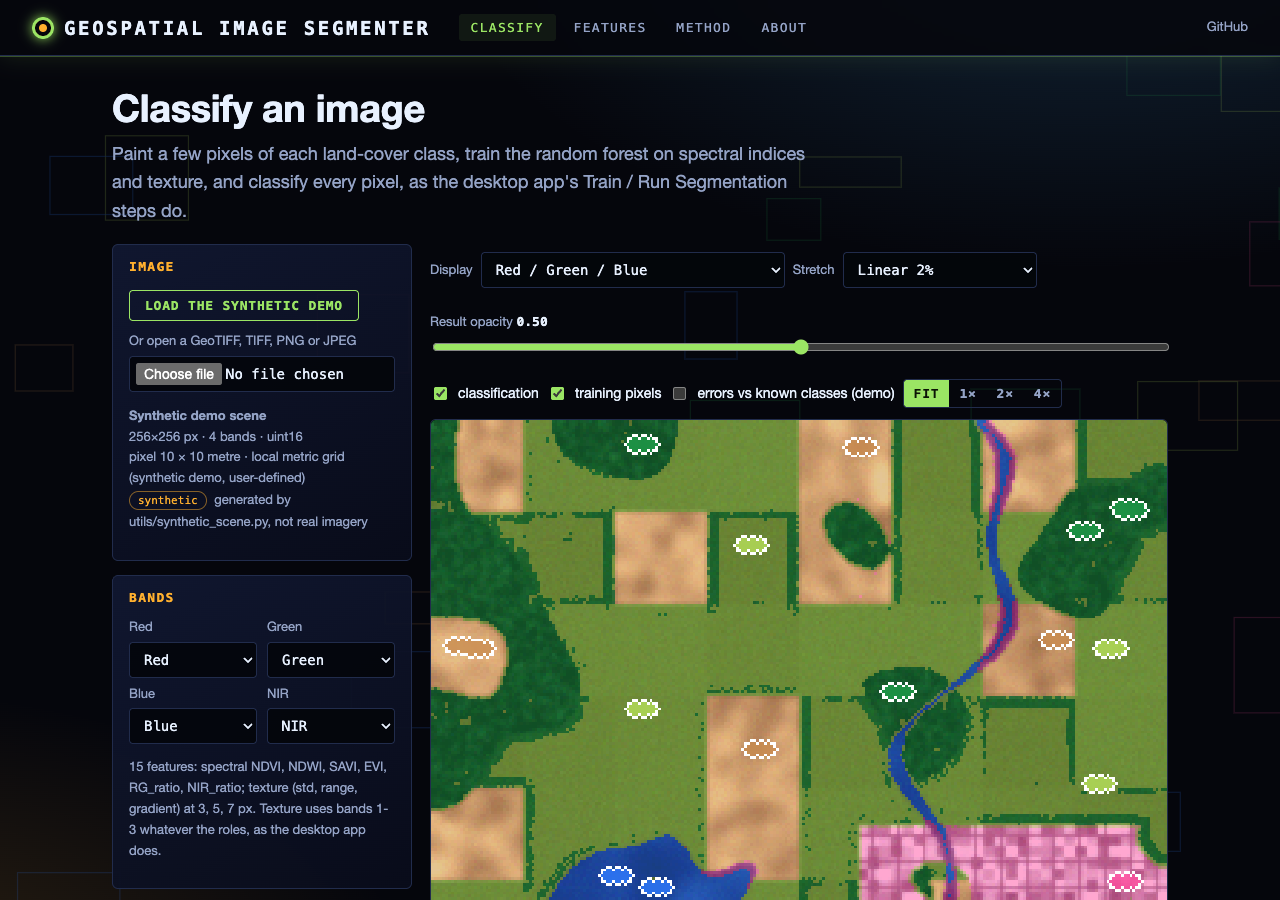 GEOSPATIAL IMAGE SEGMENTER CLASSIFY FEATURES METHOD ABOUT GitHub
Classify an image
Paint a few pixels of each land-cover class, train the random forest on spectral indices
and texture, and classify every pixel, as the desktop app's Train / Run Segmentation
steps do.
IMAGE
LOAD THE SYNTHETIC DEMO
Or open a GeoTIFF, TIFF, PNG or JPEG
Choose file No file chosen
Synthetic demo scene
256×256 px · 4 bands · uint16
pixel 10 × 10 metre · local metric grid
(synthetic demo, user-defined)
synthetic generated by
utils/synthetic_scene.py, not real imagery
BANDS
Red Green
Red Green
Blue NIR
Blue NIR
15 features: spectral NDVI, NDWI, SAVI, EVI,
RG_ratio, NIR_ratio; texture (std, range,
gradient) at 3, 5, 7 px. Texture uses bands 1-
3 whatever the roles, as the desktop app
does.
Display Red / Green / Blue Stretch Linear 2%
Result opacity 0.50
classification training pixels errors vs known classes (demo) FIT 1× 2× 4×